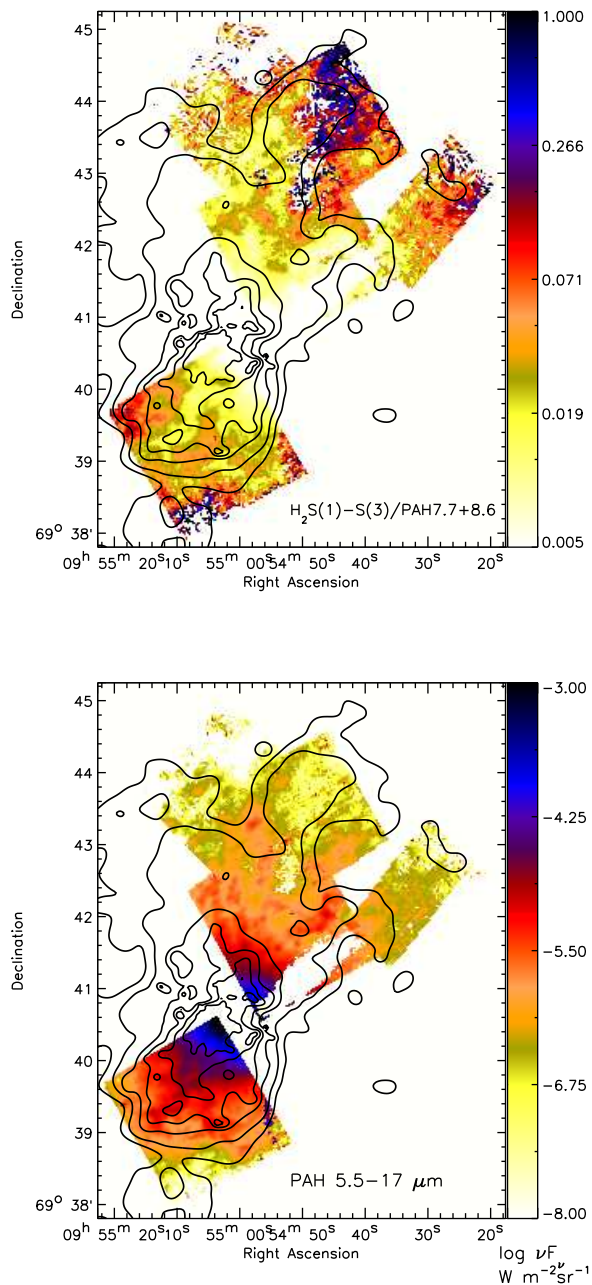 45
44
43
42
41
40
39
69° 38'
Declination
09ʰ 55ᵐ 20ˢ 10ˢ 55ᵐ 00ˢ 54ᵐ 50ˢ 40ˢ 30ˢ 20ˢ
Right Ascension
H₂S(1)−S(3)/PAH7.7+8.6
1.000
0.266
0.071
0.019
0.005
45
44
43
42
41
40
39
69° 38'
Declination
09ʰ 55ᵐ 20ˢ 10ˢ 55ᵐ 00ˢ 54ᵐ 50ˢ 40ˢ 30ˢ 20ˢ
Right Ascension
PAH 5.5−17 μm
−3.00
−4.25
−5.50
−6.75
−8.00
log νFν
W m⁻²sr⁻¹